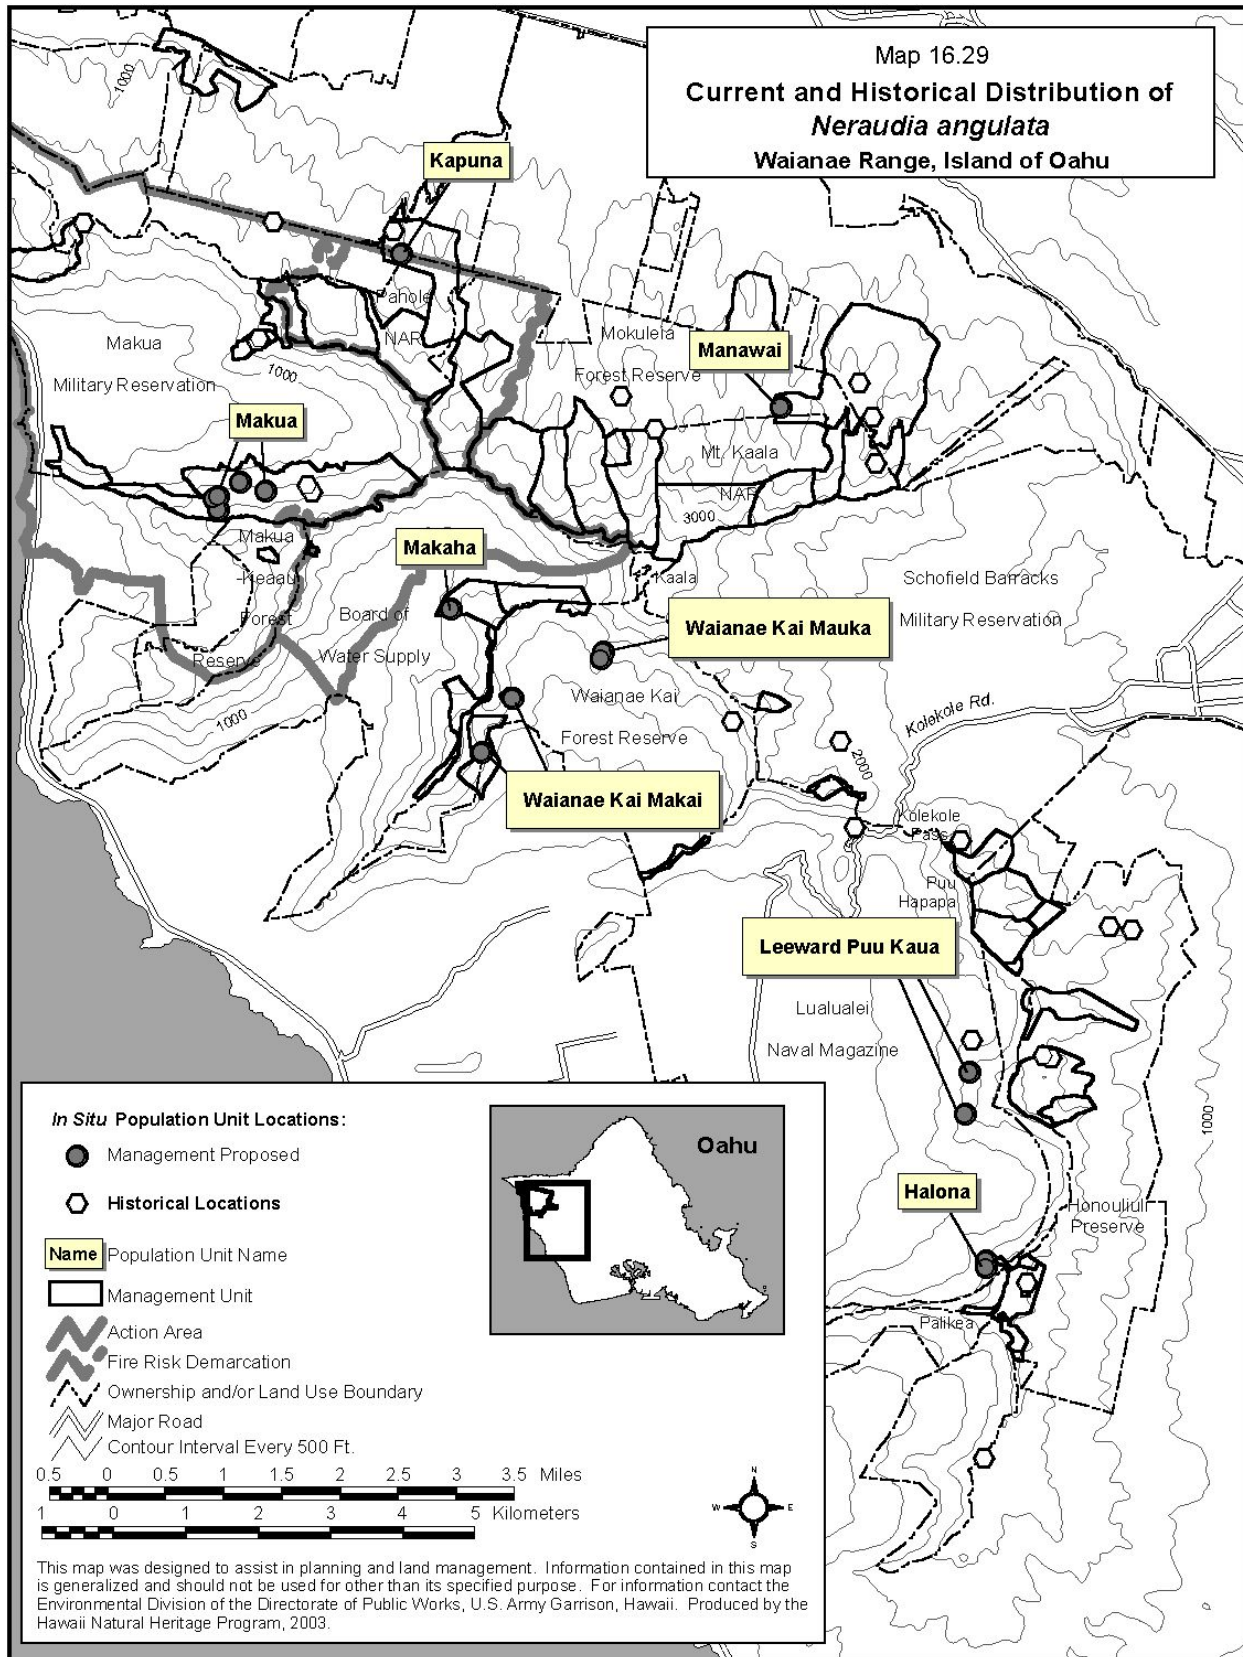 Map 16.29
Current and Historical Distribution of
Neraudia angulata
Waianae Range, Island of Oahu
1000
Kapuna
Pahole
NAR
Makua
Military Reservation
1000
Mokuleia
Forest Reserve
Manawai
Makua
Mt. Kaala
NAR
3000
Makua
-Keaau
Forest
Reserve
Makaha
Board of
Water Supply
Kaala
Schofield Barracks
Military Reservation
Waianae Kai Mauka
1000
Waianae Kai
Forest Reserve
Kolekole Rd.
2000
Waianae Kai Makai
Kolekole
Pass
Puu
Hapapa
Leeward Puu Kaua
Lualualei
Naval Magazine
1000
Halona
Honouliuli
Preserve
Palikea
In Situ Population Unit Locations:
Management Proposed
Historical Locations
Name Population Unit Name
Management Unit
Action Area
Fire Risk Demarcation
Ownership and/or Land Use Boundary
Major Road
Contour Interval Every 500 Ft.
Oahu
0.5 0 0.5 1 1.5 2 2.5 3 3.5 Miles
1 0 1 2 3 4 5 Kilometers
N
W E
S
This map was designed to assist in planning and land management. Information contained in this map
is generalized and should not be used for other than its specified purpose. For information contact the
Environmental Division of the Directorate of Public Works, U.S. Army Garrison, Hawaii. Produced by the
Hawaii Natural Heritage Program, 2003.